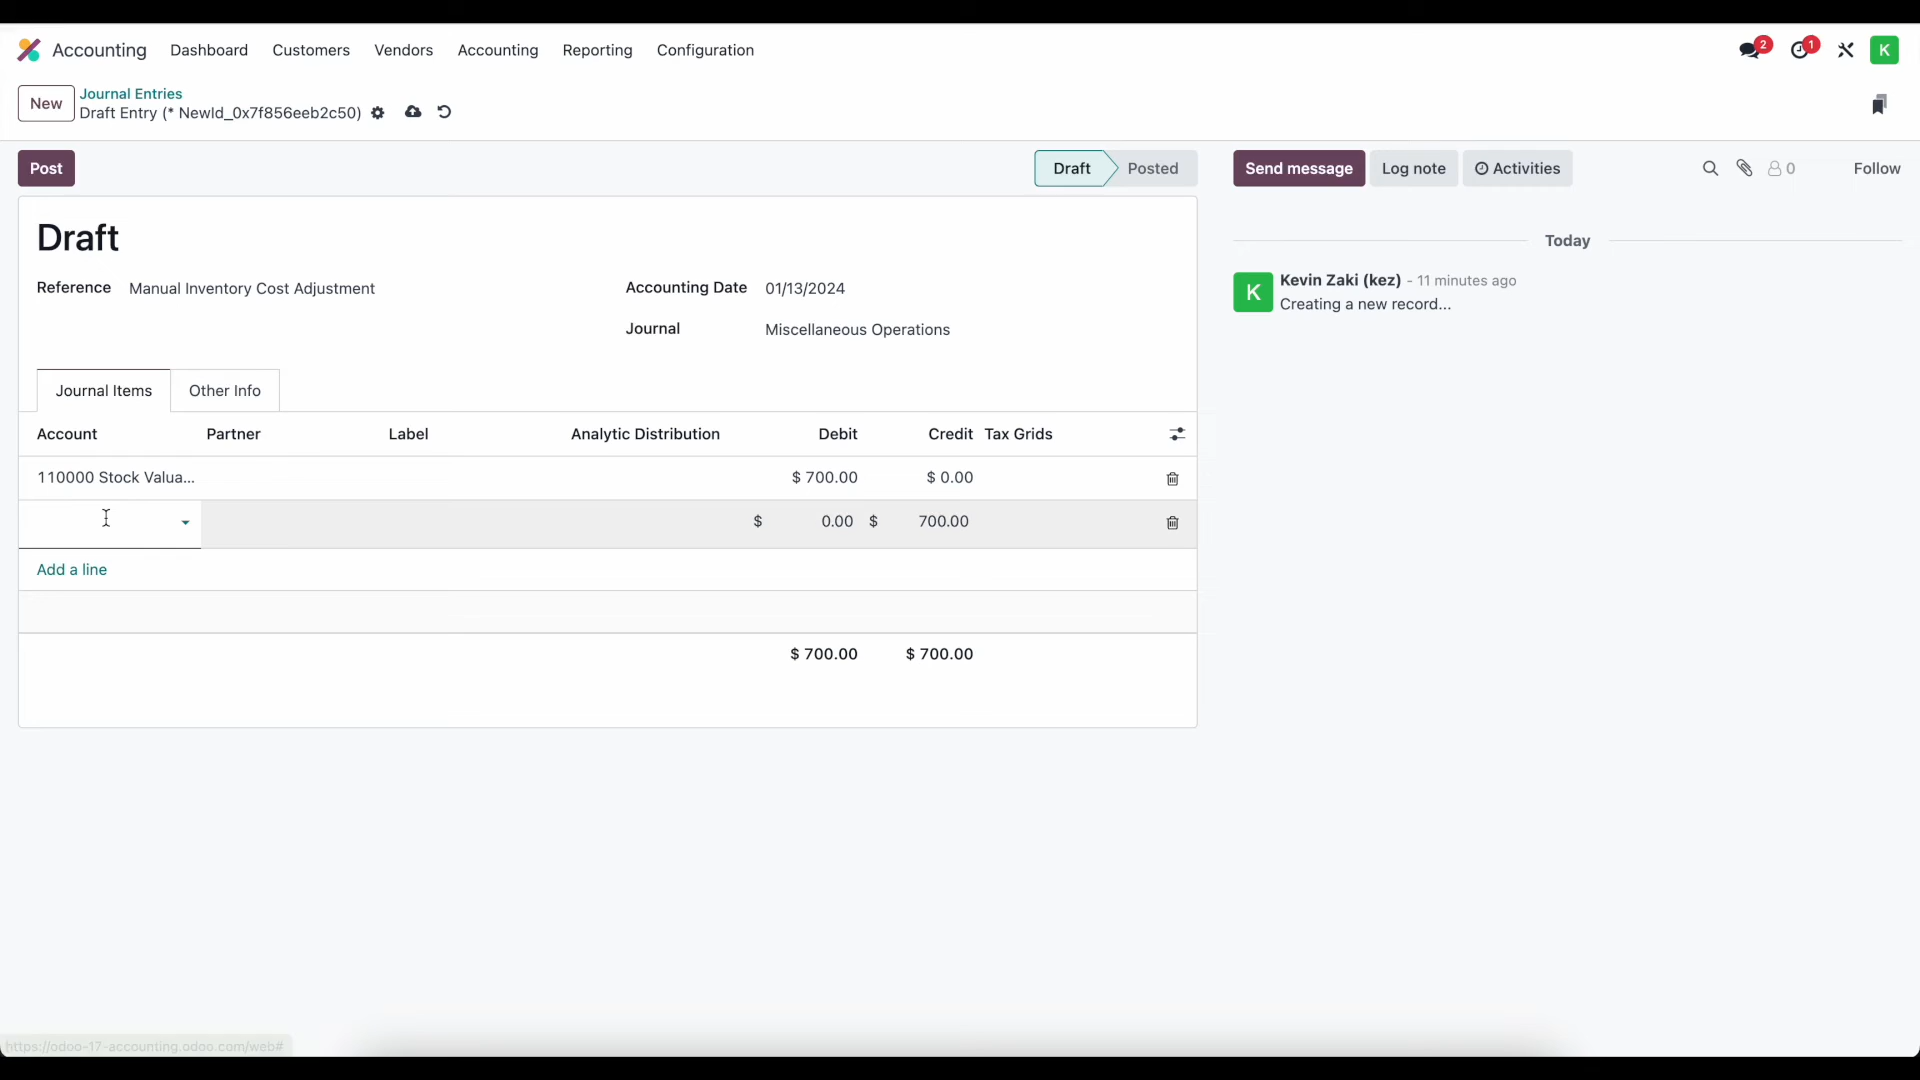 Accounting Dashboard Customers Vendors Accounting Reporting Configuration 2 1 K
New Journal Entries
Draft Entry (* NewId_0x7f856eeb2c50)
Post Draft Posted Send message Log note Activities 0 Follow
Draft
Today
Reference Manual Inventory Cost Adjustment Accounting Date 01/13/2024
K Kevin Zaki (kez) - 11 minutes ago
Creating a new record...
Journal Miscellaneous Operations
Journal Items Other Info
Account Partner Label Analytic Distribution Debit Credit Tax Grids
110000 Stock Valua... $ 700.00 $ 0.00
$ 0.00 $ 700.00
Add a line
$ 700.00 $ 700.00
https://odoo-17-accounting.odoo.com/web#